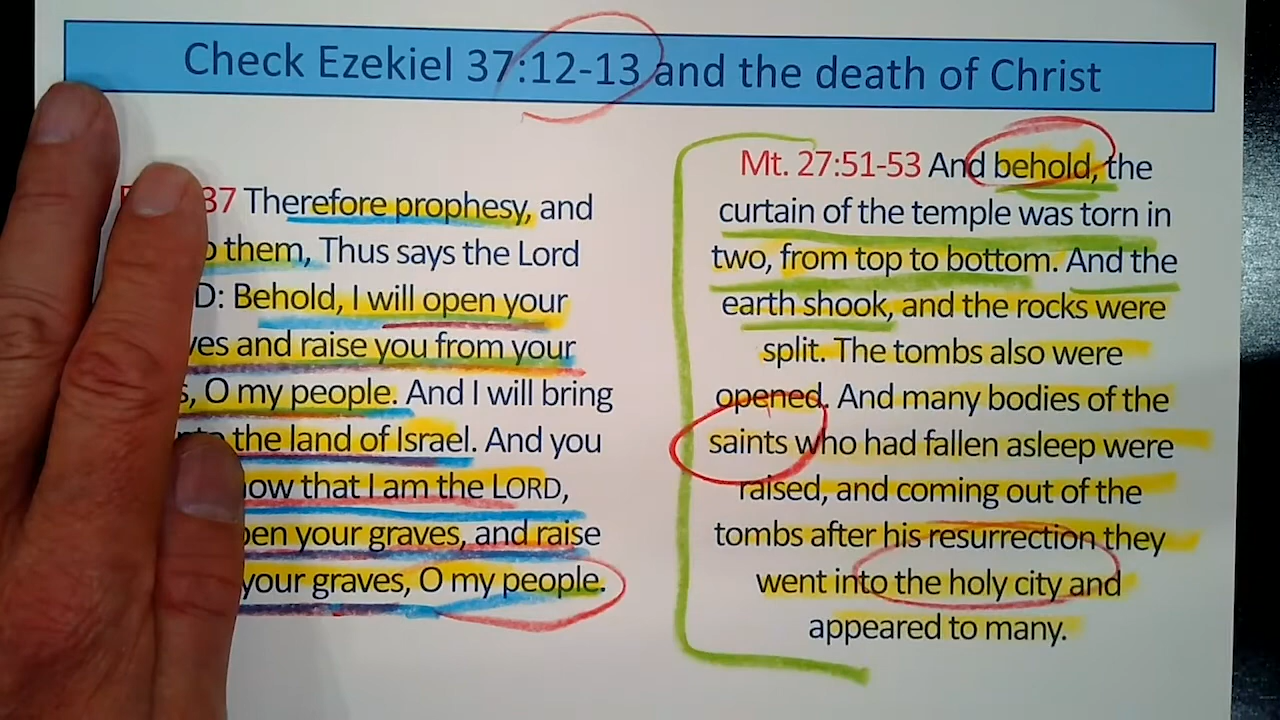 Check Ezekiel 37:12-13 and the death of Christ
37 Therefore prophesy, and
them, Thus says the Lord
Behold, I will open your
and raise you from your
O my people. And I will bring
the land of Israel. And you
that I am the LORD,
your graves, and raise
your graves, O my people.
Mt. 27:51-53 And behold, the
curtain of the temple was torn in
two, from top to bottom. And the
earth shook, and the rocks were
split. The tombs also were
opened. And many bodies of the
saints who had fallen asleep were
raised, and coming out of the
tombs after his resurrection they
went into the holy city and
appeared to many.